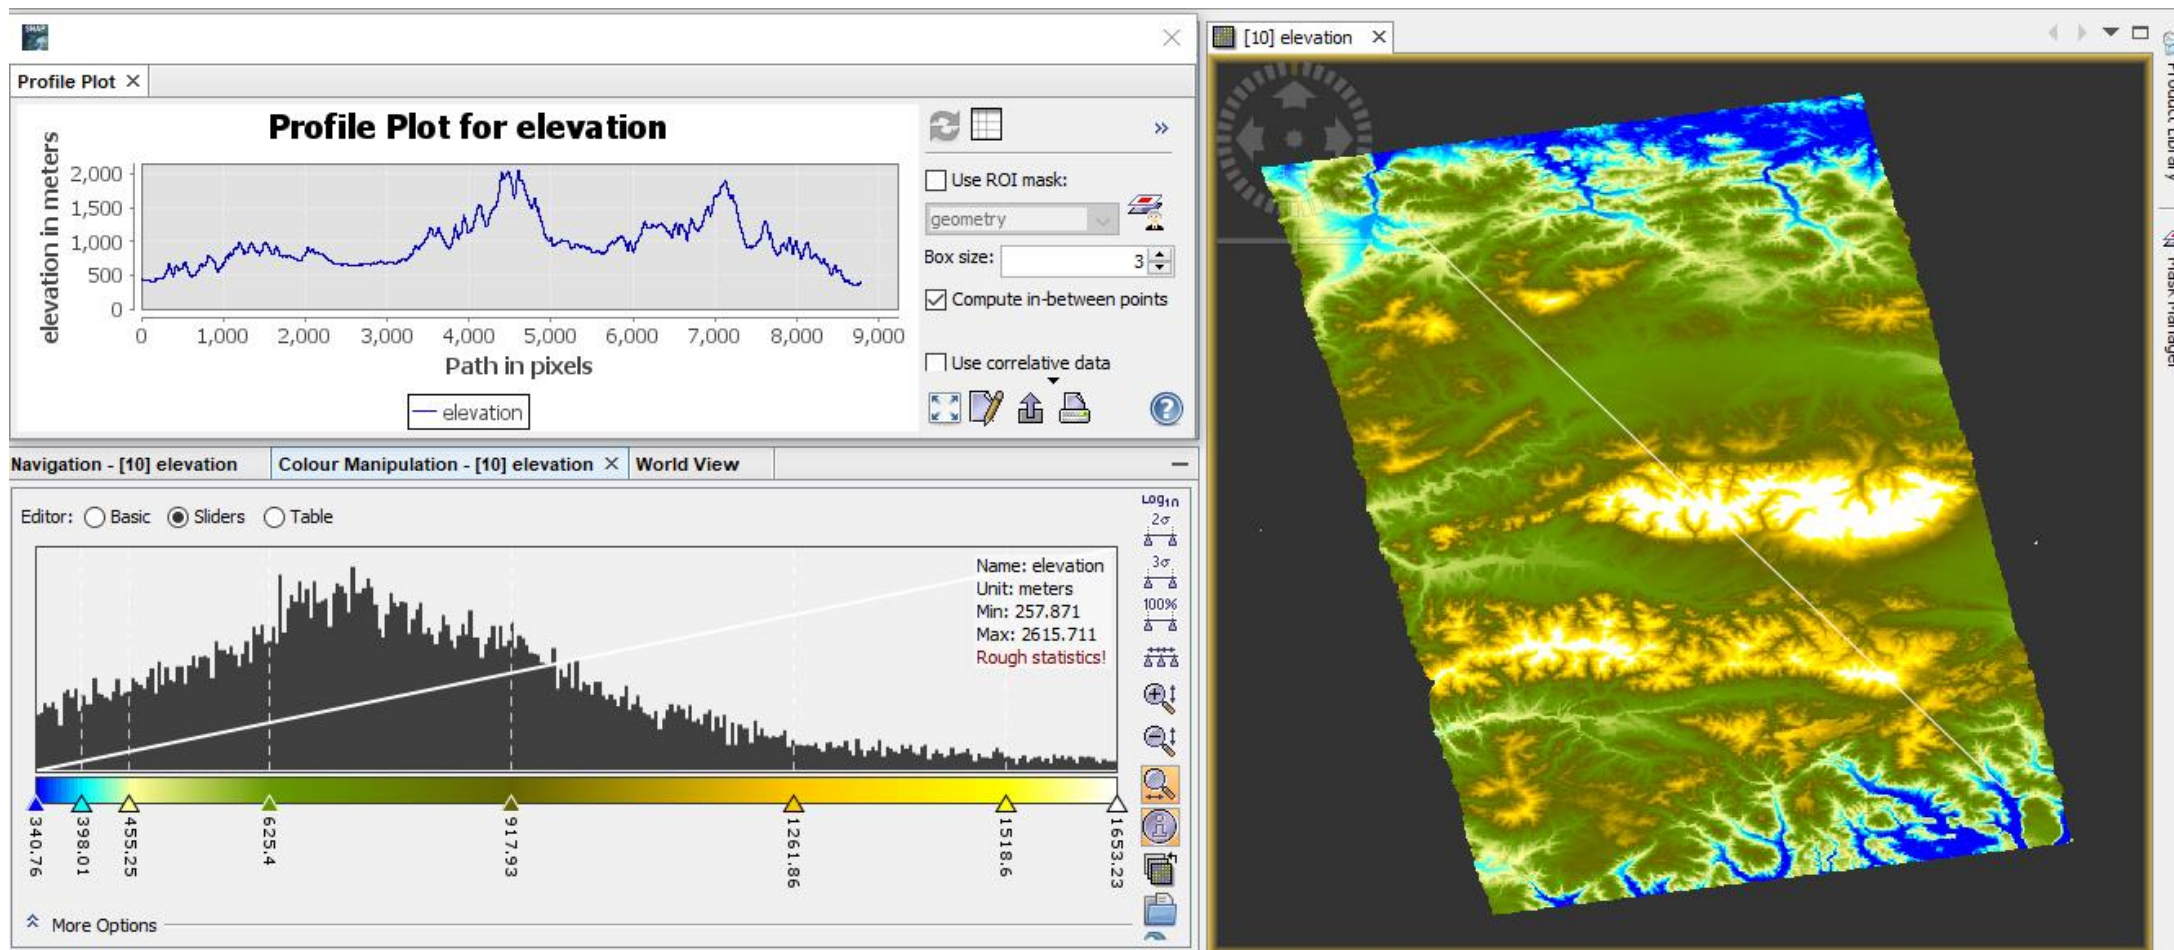 SNAP
Profile Plot
Profile Plot for elevation
elevation in meters
2,000
1,500
1,000
500
0
0 1,000 2,000 3,000 4,000 5,000 6,000 7,000 8,000 9,000
Path in pixels
elevation
»
Use ROI mask:
geometry
Box size: 3
Compute in-between points
Use correlative data
Navigation - [10] elevation
Colour Manipulation - [10] elevation
World View
Editor: Basic Sliders Table
Name: elevation
Unit: meters
Min: 257.871
Max: 2615.711
Rough statistics!
340.76
398.01
455.25
625.4
917.93
1261.86
1518.6
1653.23
More Options
Log10
2σ
3σ
100%
[10] elevation
Product Library
Mask Manager